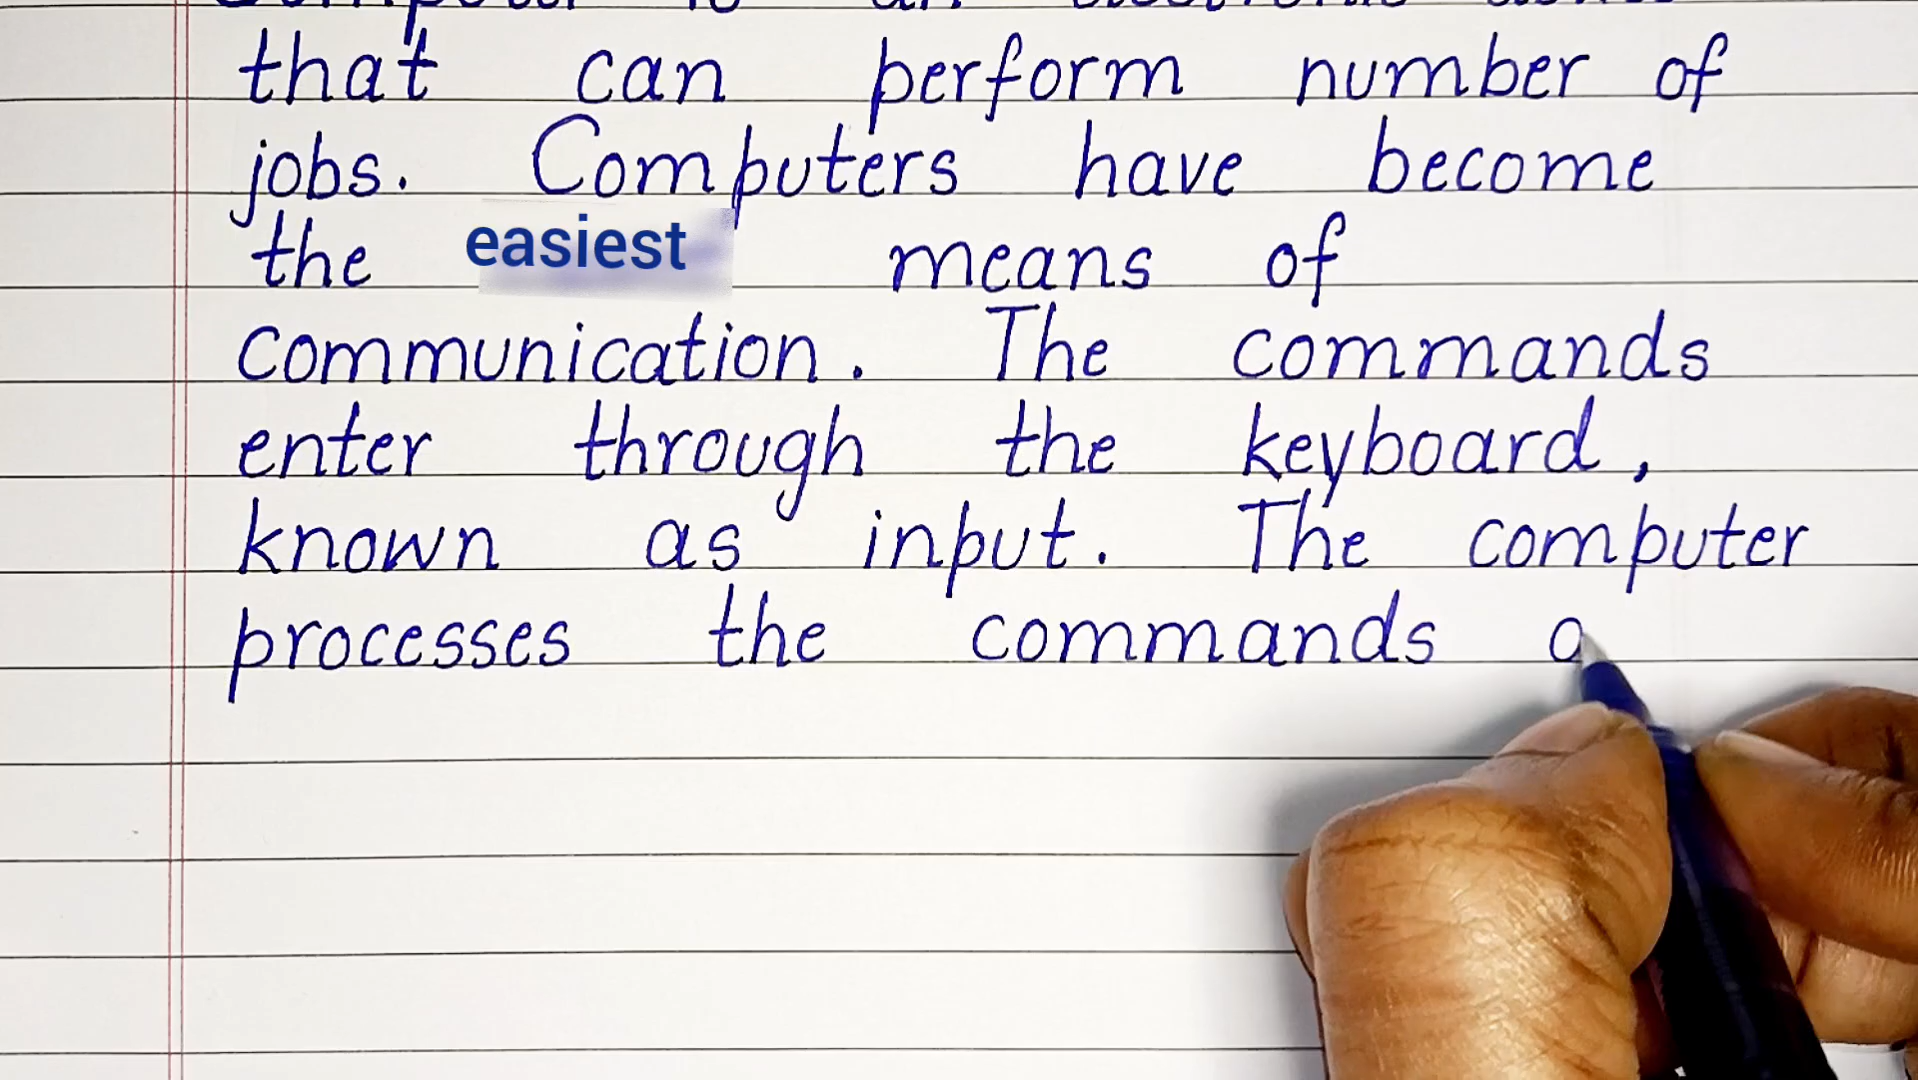 that can perform number of
jobs. Computers have become
the easiest means of
communication. The commands
enter through the keyboard,
known as input. The computer
processes the commands